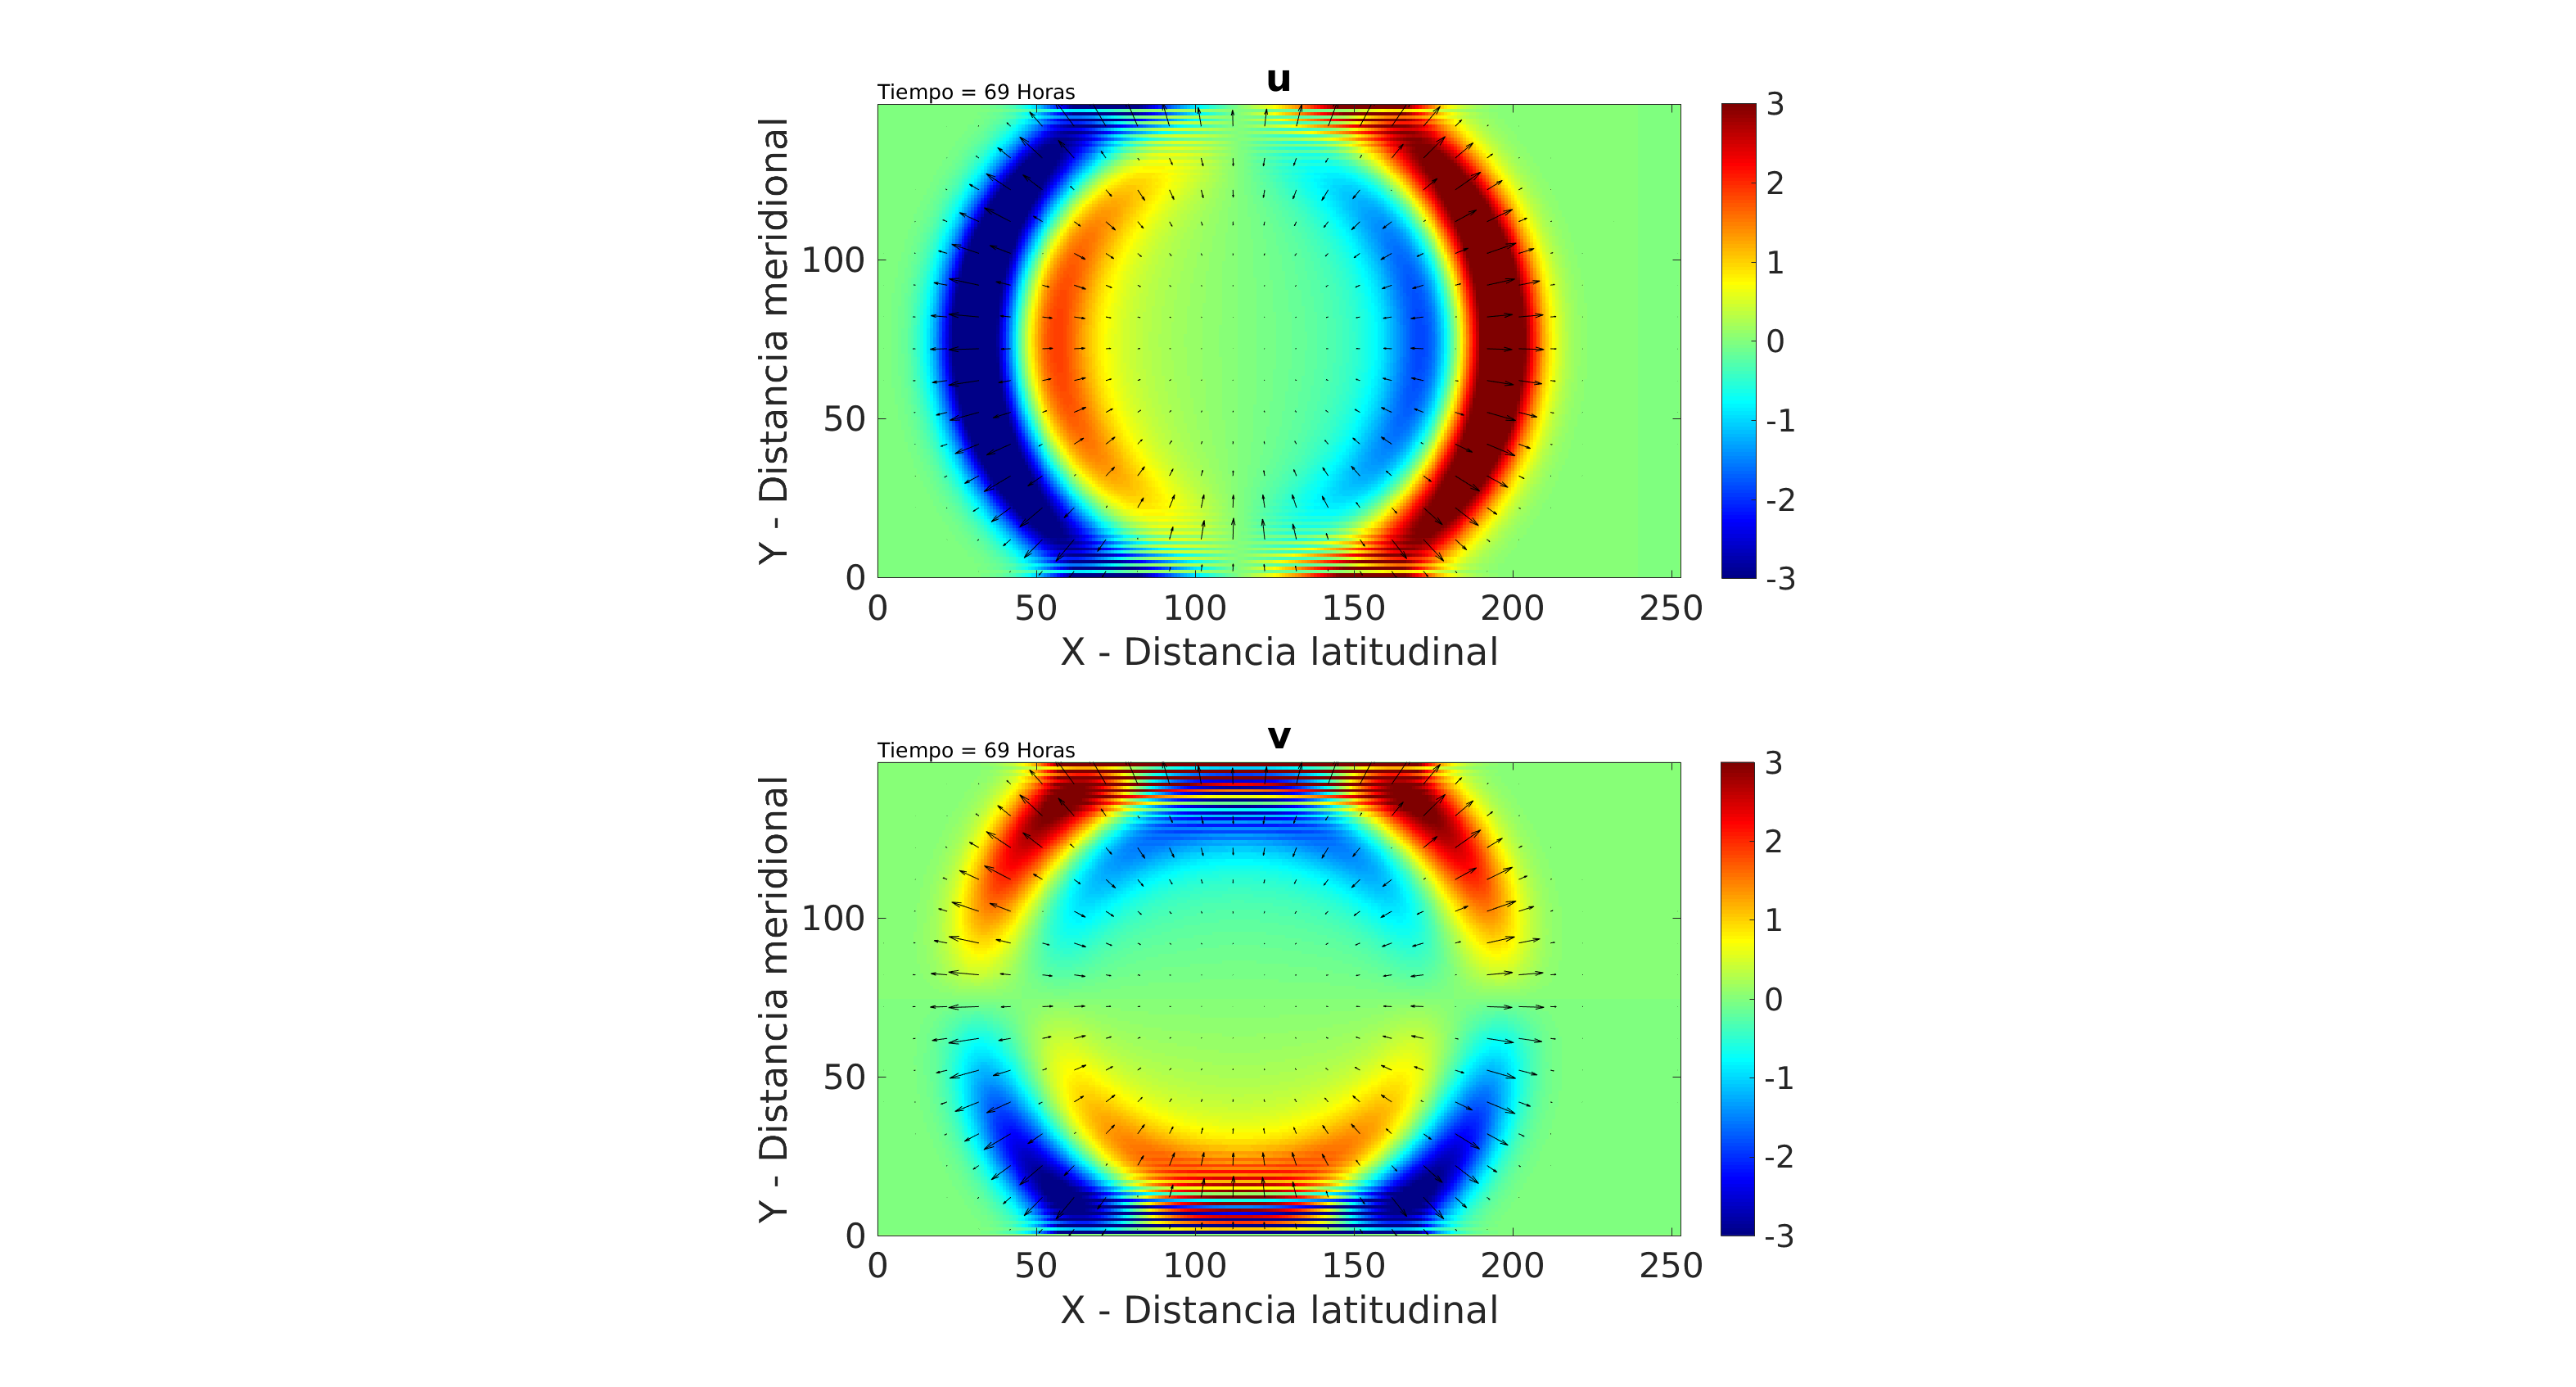 u
Tiempo = 69 Horas
Y - Distancia meridional
100
50
0
0 50 100 150 200 250
X - Distancia latitudinal
3
2
1
0
-1
-2
-3
v
Tiempo = 69 Horas
Y - Distancia meridional
100
50
0
0 50 100 150 200 250
X - Distancia latitudinal
3
2
1
0
-1
-2
-3